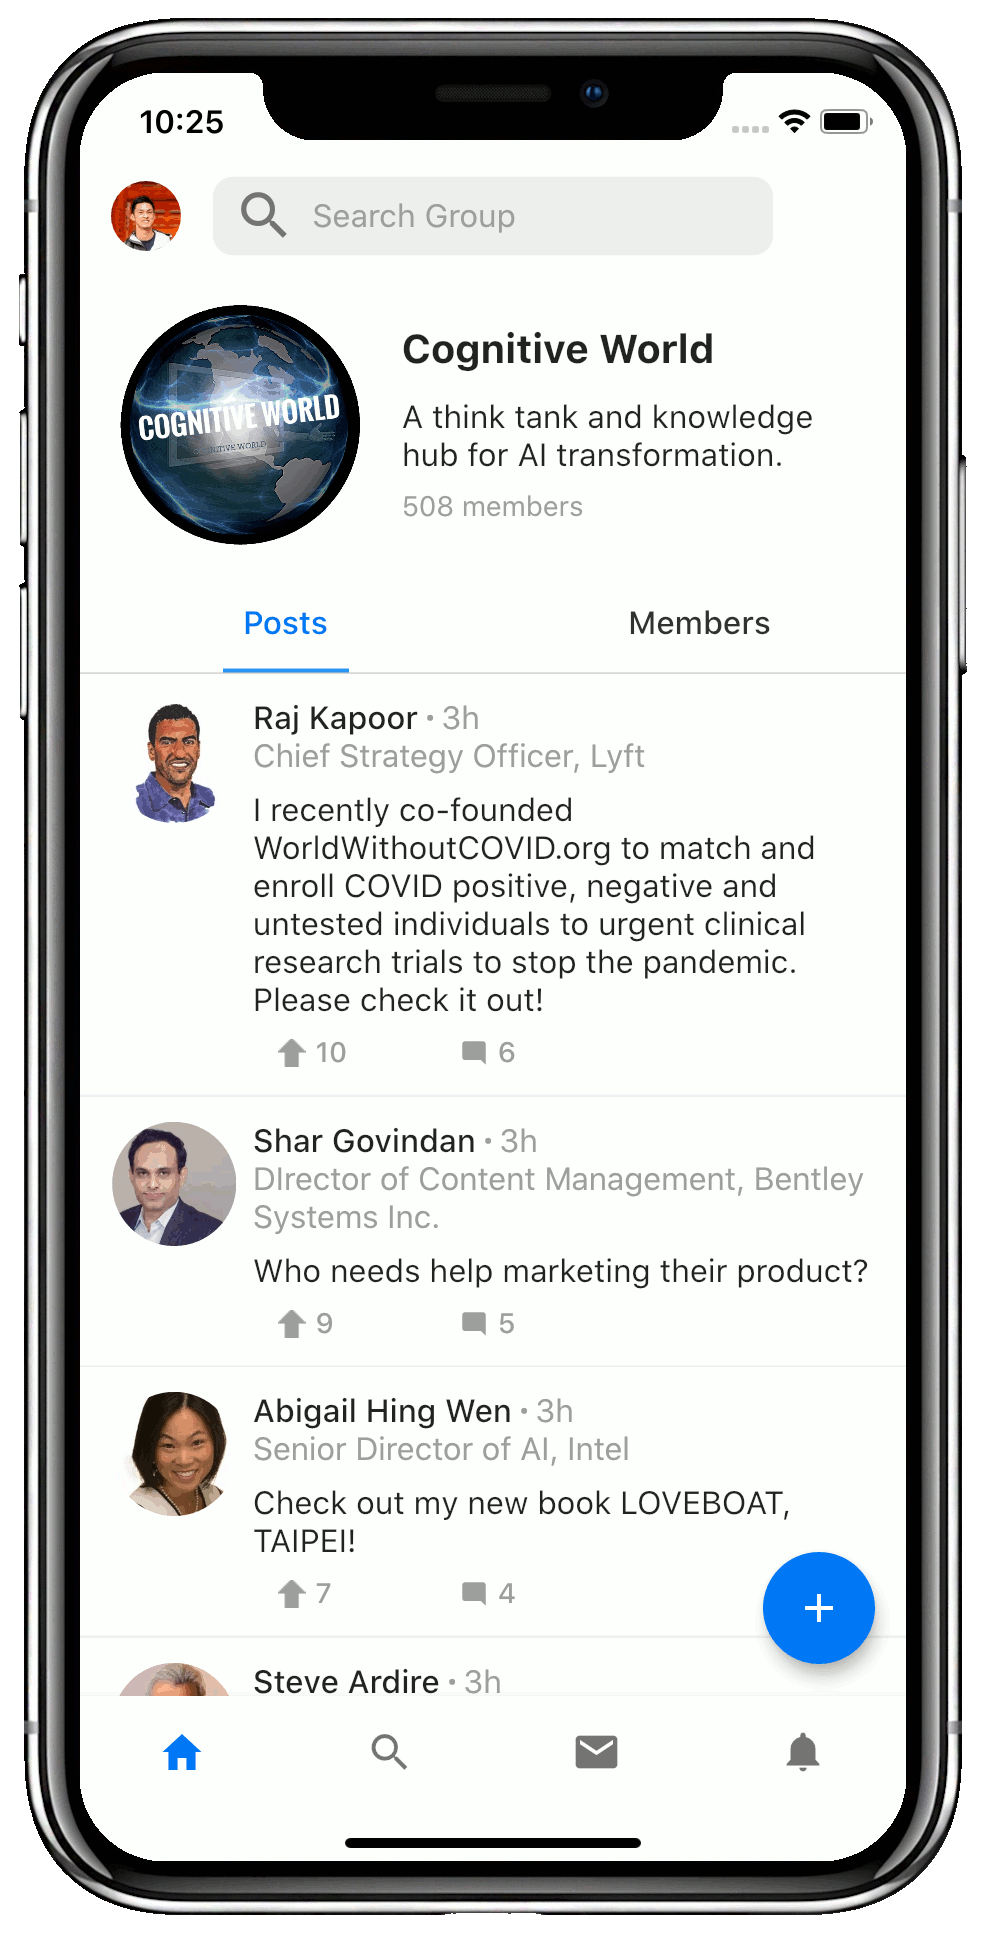 10:25
Search Group
COGNITIVE WORLD
Cognitive World
A think tank and knowledge
hub for AI transformation.
508 members
Posts
Members
Raj Kapoor • 3h
Chief Strategy Officer, Lyft
I recently co-founded
WorldWithoutCOVID.org to match and
enroll COVID positive, negative and
untested individuals to urgent clinical
research trials to stop the pandemic.
Please check it out!
10
6
Shar Govindan • 3h
DIrector of Content Management, Bentley
Systems Inc.
Who needs help marketing their product?
9
5
Abigail Hing Wen • 3h
Senior Director of AI, Intel
Check out my new book LOVEBOAT,
TAIPEI!
7
4
+
Steve Ardire • 3h